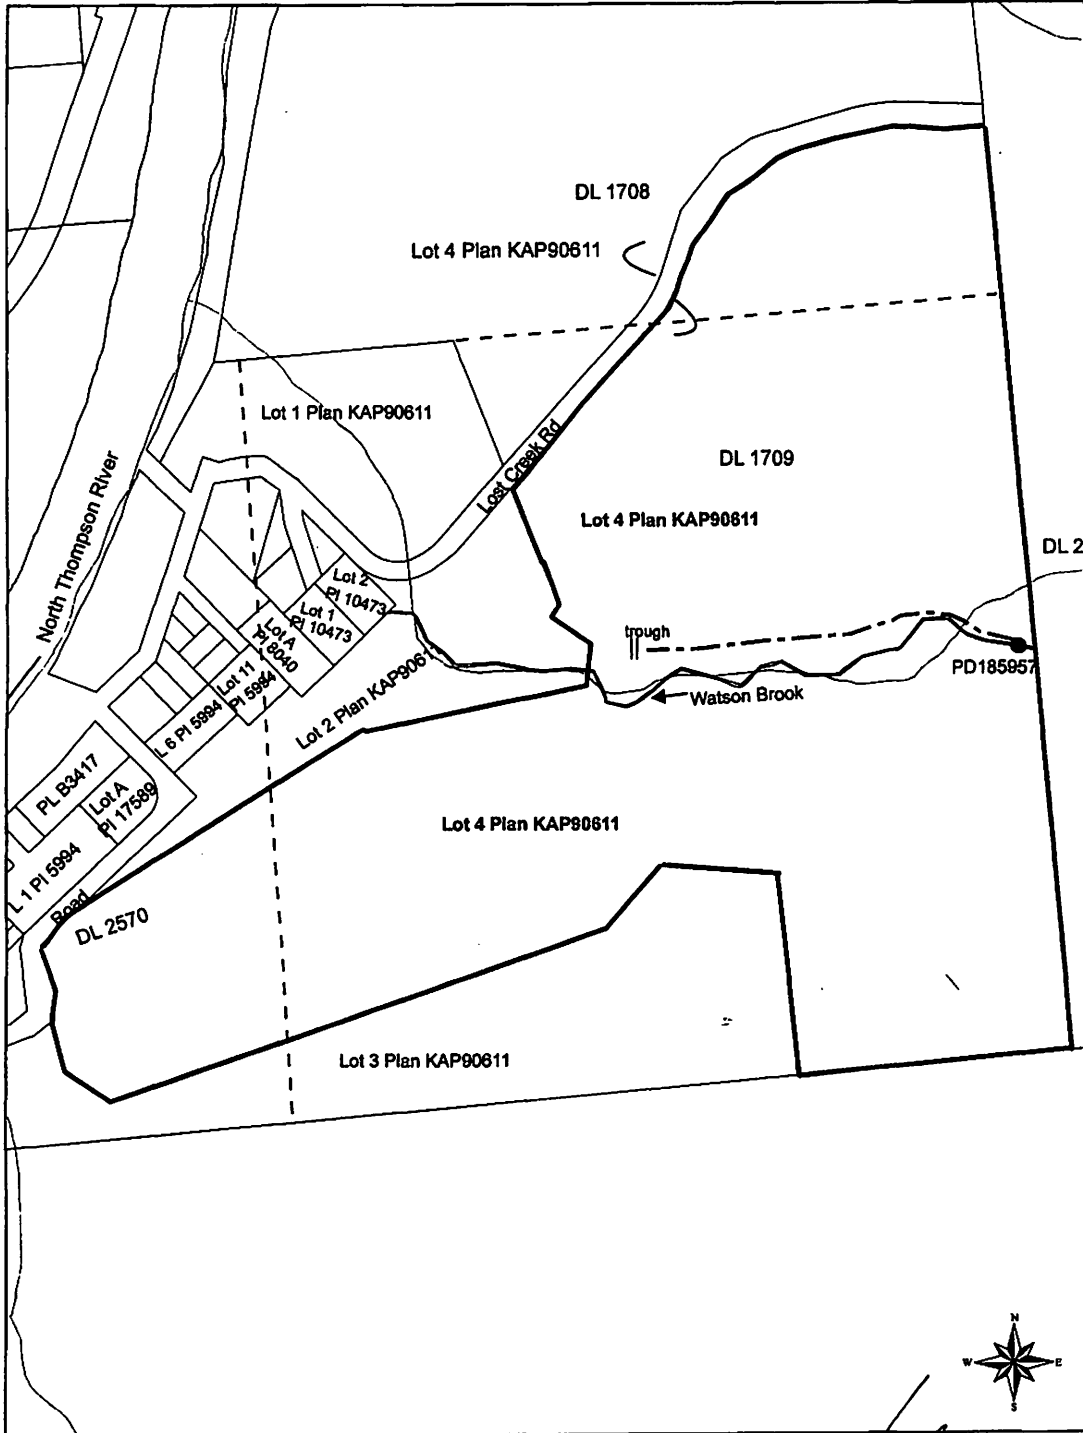 DL 1708
Lot 4 Plan KAP90611
Lot 1 Plan KAP90611
Lost Creek Rd
DL 1709
Lot 4 Plan KAP90611
North Thompson River
DL 2
Lot 2
Pl 10473
Lot 1
Pl 10473
Lot A
Pl 8040
Lot 11
Pl 5994
L 6 Pl 5994
Lot 2 Plan KAP9061
trough
PD185957
Watson Brook
PL B3417
Lot A
Pl 17589
L 1 Pl 5994
Road
Lot 4 Plan KAP90611
DL 2570
Lot 3 Plan KAP90611
N
W E
S